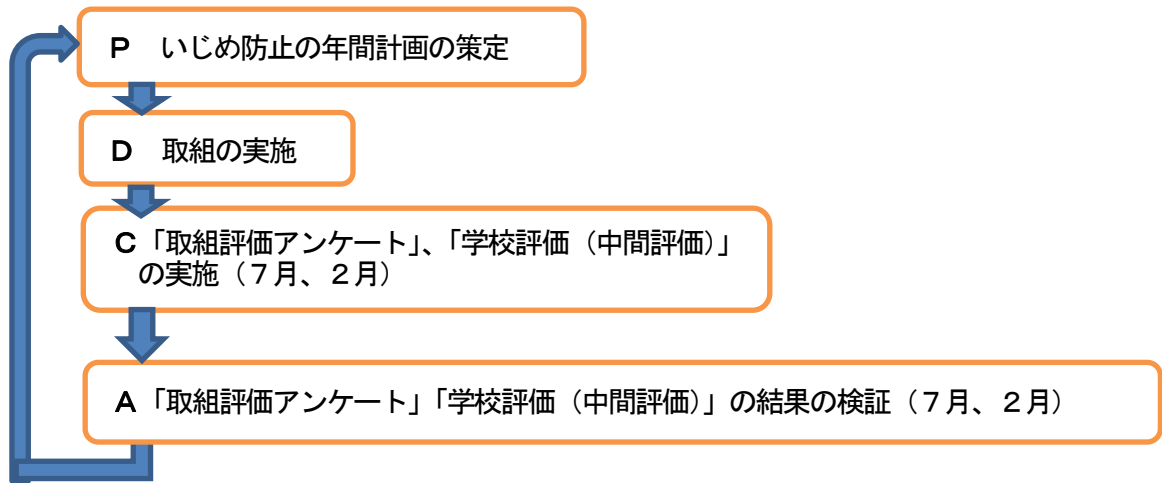 P　いじめ防止の年間計画の策定
D　取組の実施
C「取組評価アンケート」、「学校評価（中間評価）」
の実施（７月、２月）
A「取組評価アンケート」「学校評価（中間評価）」の結果の検証（７月、２月）